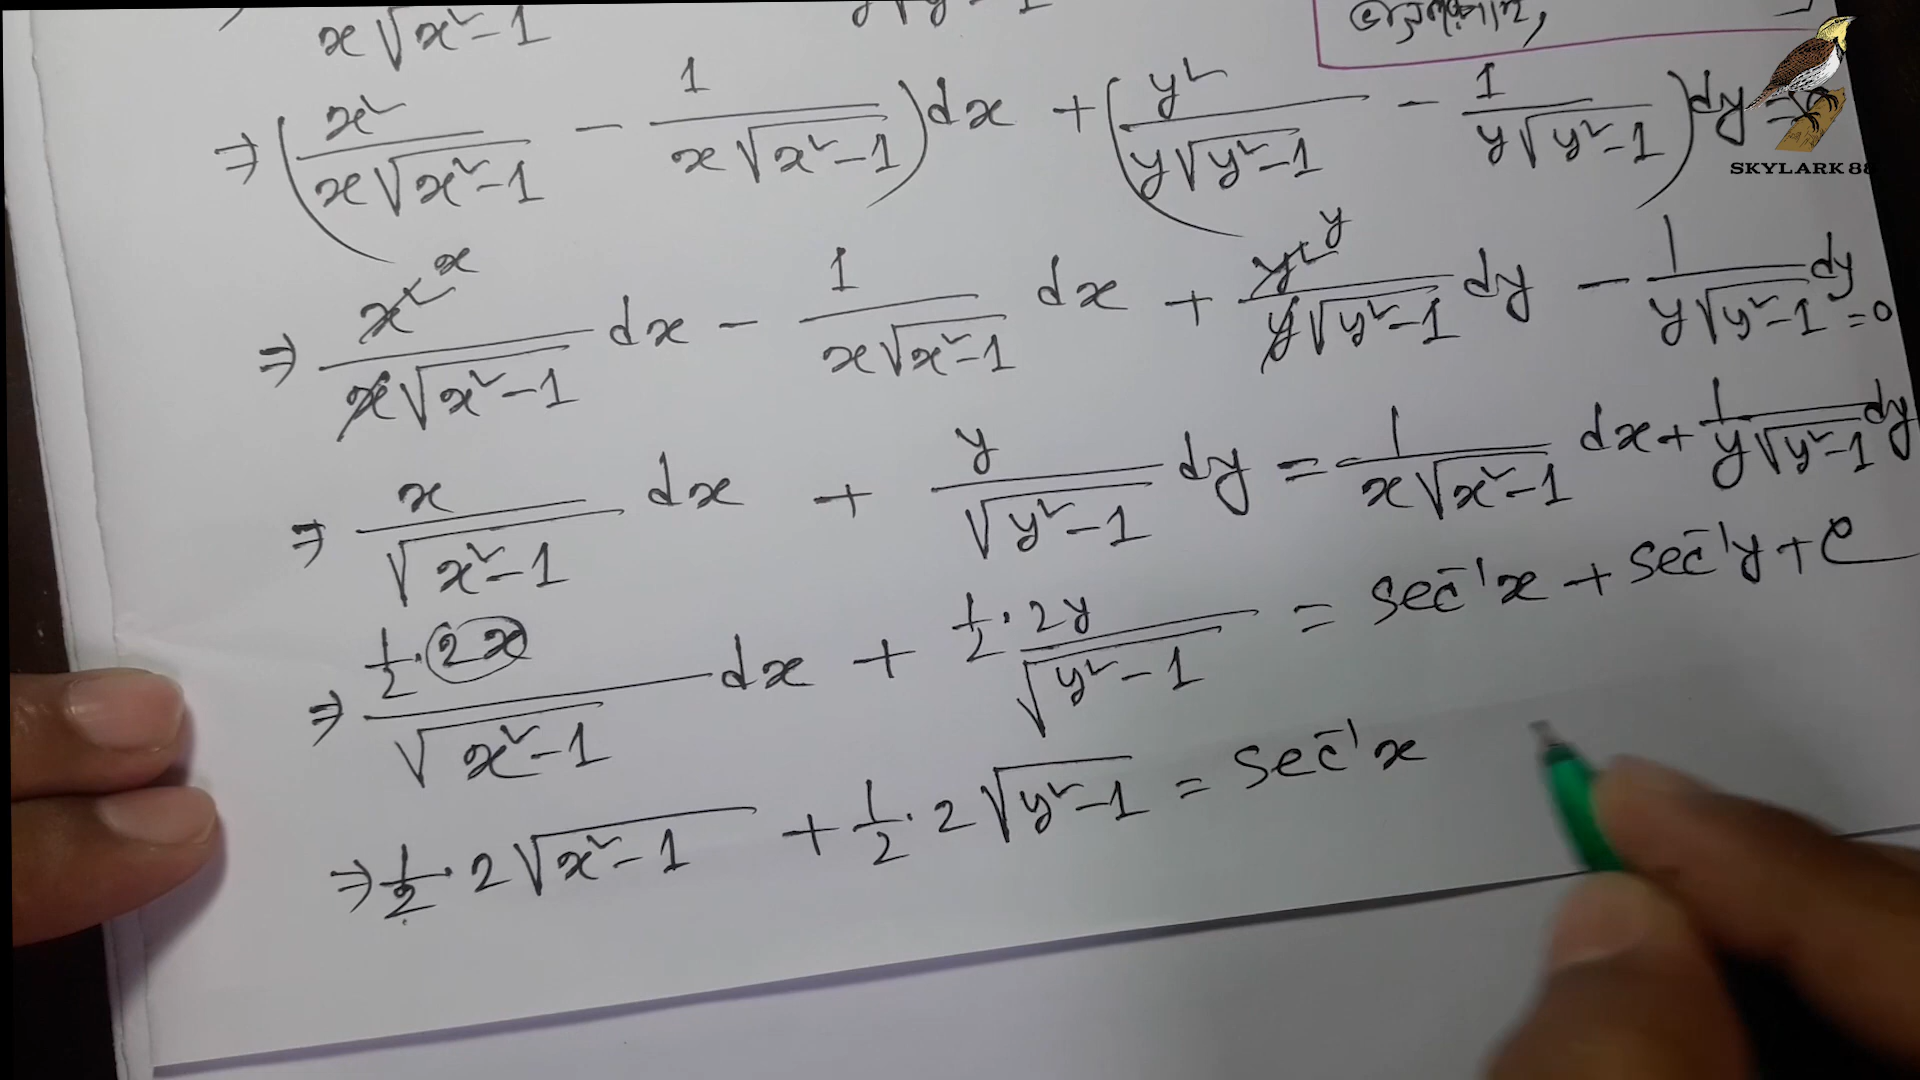 x√x²-1
⇒ (x²/x√x²-1 - 1/x√x²-1)dx + (y²/y√y²-1 - 1/y√y²-1)dy
SKYLARK 88
⇒ x² x/x√x²-1 dx - 1/x√x²-1 dx + y² y/y√y²-1 dy - 1/y√y²-1 dy = 0
⇒ x/√x²-1 dx + y/√y²-1 dy = 1/x√x²-1 dx + 1/y√y²-1 dy
⇒ 1/2·2x/√x²-1 dx + 1/2·2y/√y²-1 = sec⁻¹x + sec⁻¹y + c
⇒ 1/2·2√x²-1 + 1/2·2√y²-1 = sec⁻¹x